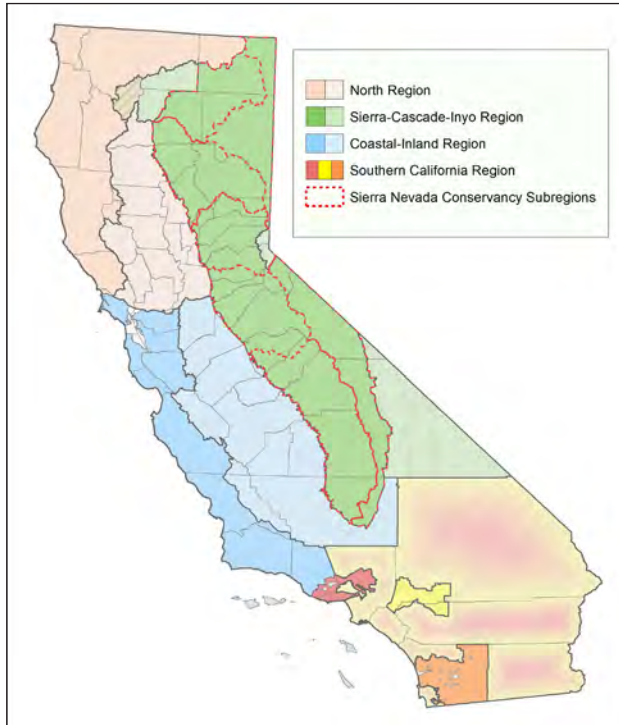 North Region
Sierra-Cascade-Inyo Region
Coastal-Inland Region
Southern California Region
Sierra Nevada Conservancy Subregions